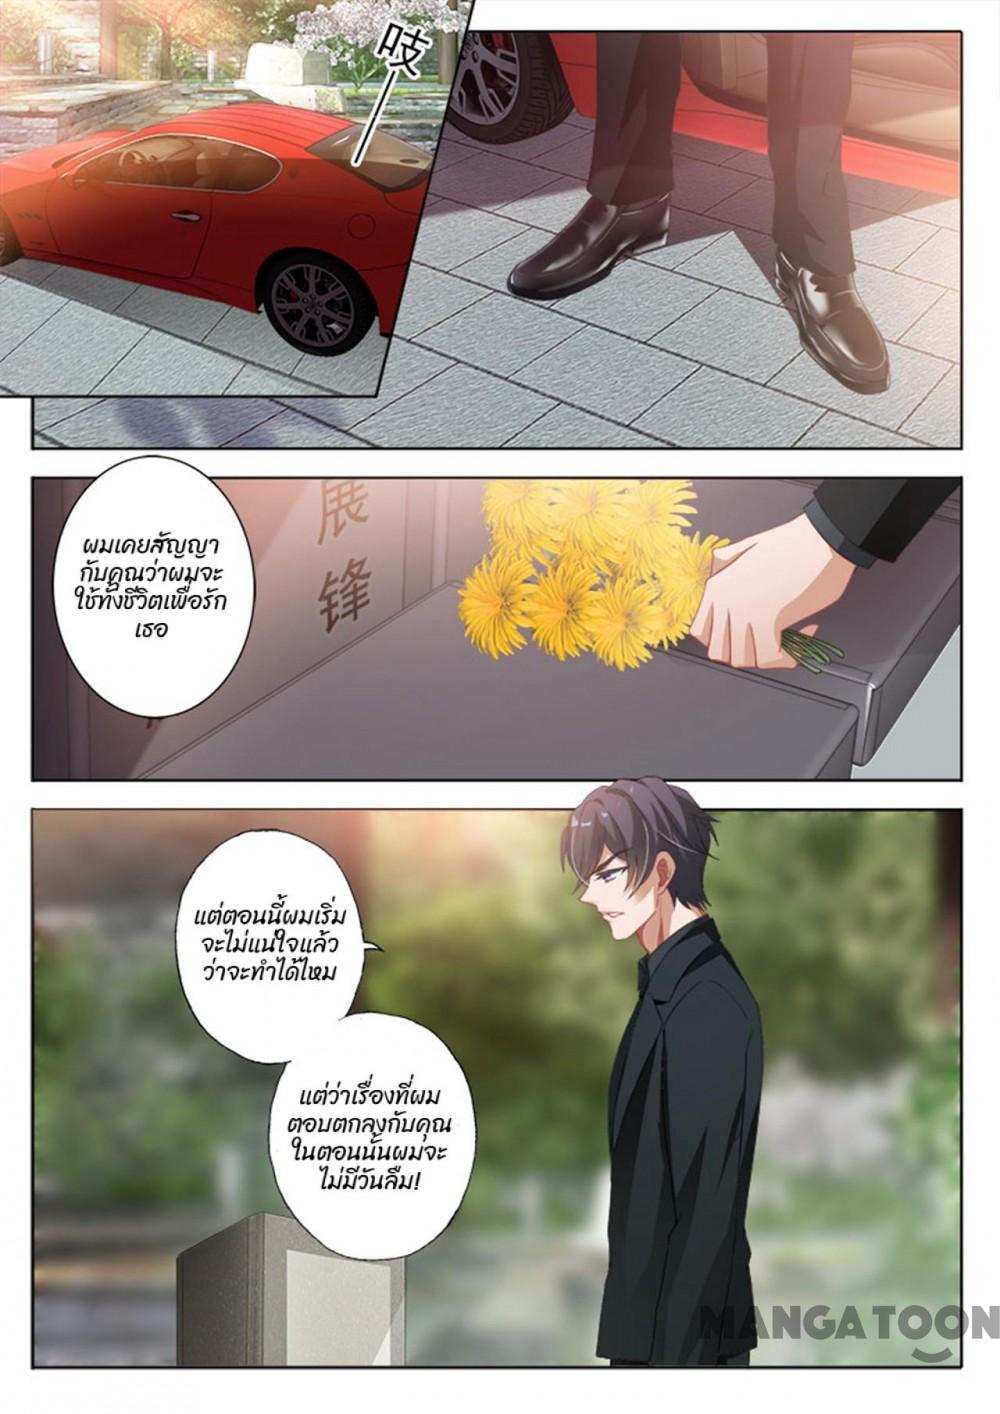 吱
展
锋
ผมเคยสัญญา
กับคุณว่าผมจะ
ใช้ทั้งชีวิตเพื่อรัก
เธอ
แต่ตอนนี้ผมเริ่ม
จะไม่แน่ใจแล้ว
ว่าจะทำได้ไหม
แต่ว่าเรื่องที่ผม
ตอบตกลงกับคุณ
ในตอนนั้นผมจะ
ไม่มีวันลืม!
MANGATOON